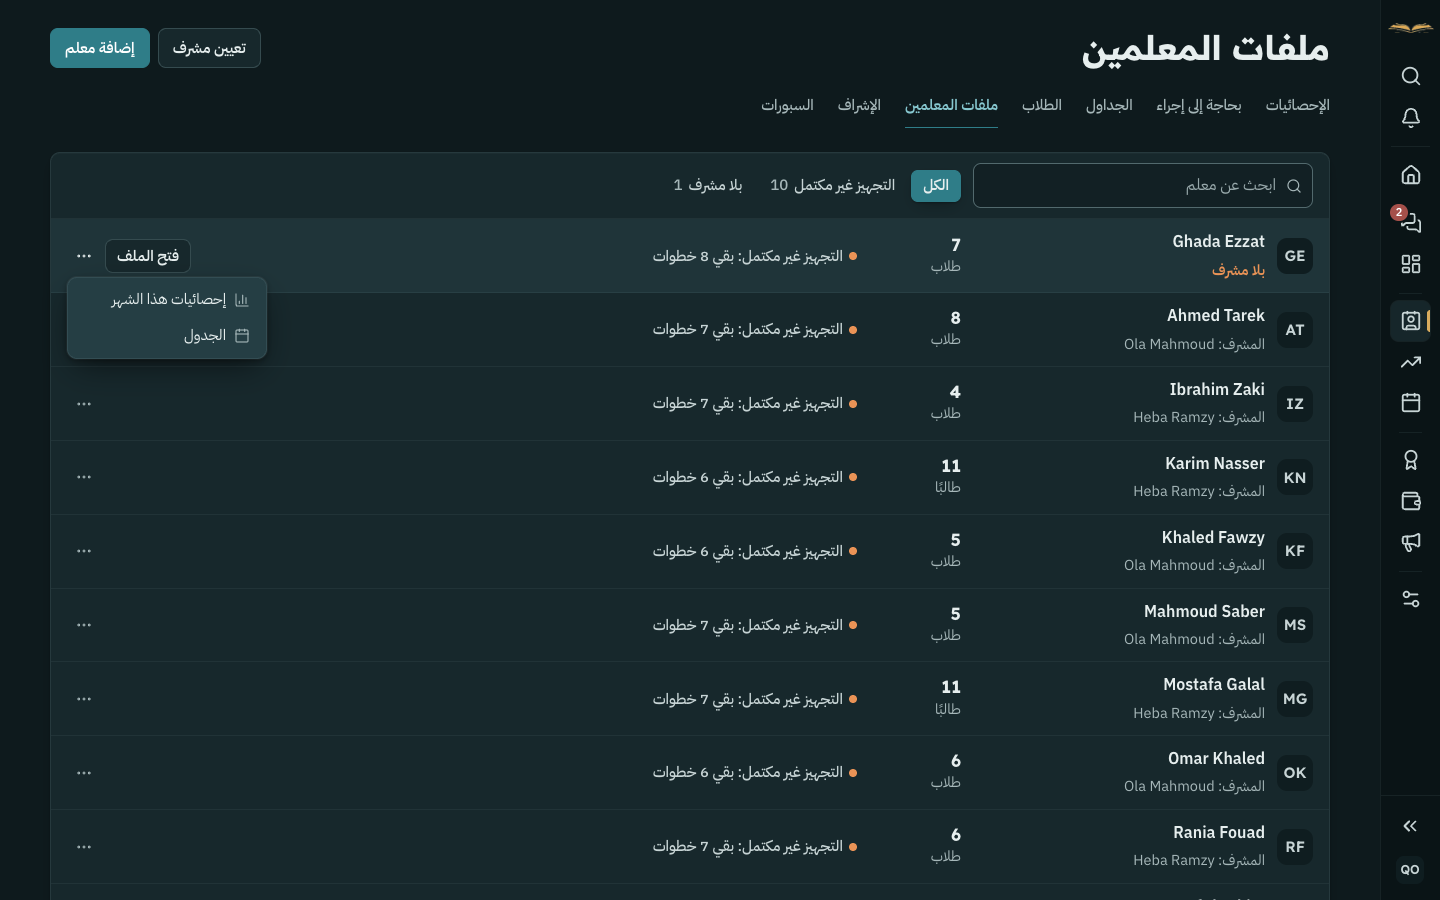 ملفات المعلمين
تعيين مشرف
إضافة معلم
الإحصائيات
بحاجة إلى إجراء
الجداول
الطلاب
ملفات المعلمين
الإشراف
السبورات
2
ابحث عن معلم
الكل
التجهيز غير مكتمل 10
بلا مشرف 1
GE
Ghada Ezzat
بلا مشرف
7
طلاب
التجهيز غير مكتمل: بقي 8 خطوات
فتح الملف
إحصائيات هذا الشهر
الجدول
AT
Ahmed Tarek
المشرف: Ola Mahmoud
8
طلاب
التجهيز غير مكتمل: بقي 7 خطوات
IZ
Ibrahim Zaki
المشرف: Heba Ramzy
4
طلاب
التجهيز غير مكتمل: بقي 7 خطوات
KN
Karim Nasser
المشرف: Heba Ramzy
11
طالبًا
التجهيز غير مكتمل: بقي 6 خطوات
KF
Khaled Fawzy
المشرف: Ola Mahmoud
5
طلاب
التجهيز غير مكتمل: بقي 6 خطوات
MS
Mahmoud Saber
المشرف: Ola Mahmoud
5
طلاب
التجهيز غير مكتمل: بقي 7 خطوات
MG
Mostafa Galal
المشرف: Heba Ramzy
11
طالبًا
التجهيز غير مكتمل: بقي 7 خطوات
OK
Omar Khaled
المشرف: Ola Mahmoud
6
طلاب
التجهيز غير مكتمل: بقي 6 خطوات
RF
Rania Fouad
المشرف: Heba Ramzy
6
طلاب
التجهيز غير مكتمل: بقي 7 خطوات
QO